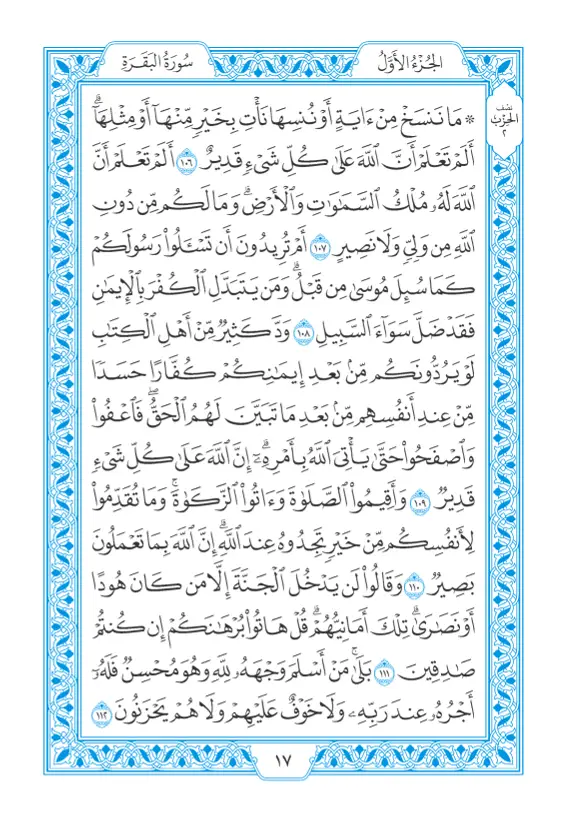 الجُزْءُ الأَوَّلُ
سُورَةُ البَقَرَةِ
نصف
الحِزْبِ
٢
۞ مَا نَنسَخْ مِنْ ءَايَةٍ أَوْ نُنسِهَا نَأْتِ بِخَيْرٍ مِّنْهَآ أَوْ مِثْلِهَآۗ
أَلَمْ تَعْلَمْ أَنَّ ٱللَّهَ عَلَىٰ كُلِّ شَىْءٍ قَدِيرٌ ١٠٦ أَلَمْ تَعْلَمْ أَنَّ
ٱللَّهَ لَهُۥ مُلْكُ ٱلسَّمَٰوَٰتِ وَٱلْأَرْضِۗ وَمَا لَكُم مِّن دُونِ
ٱللَّهِ مِن وَلِىٍّ وَلَا نَصِيرٍ ١٠٧ أَمْ تُرِيدُونَ أَن تَسْـَٔلُوا۟ رَسُولَكُمْ
كَمَا سُئِلَ مُوسَىٰ مِن قَبْلُۗ وَمَن يَتَبَدَّلِ ٱلْكُفْرَ بِٱلْإِيمَٰنِ
فَقَدْ ضَلَّ سَوَآءَ ٱلسَّبِيلِ ١٠٨ وَدَّ كَثِيرٌ مِّنْ أَهْلِ ٱلْكِتَٰبِ
لَوْ يَرُدُّونَكُم مِّنۢ بَعْدِ إِيمَٰنِكُمْ كُفَّارًا حَسَدًا
مِّنْ عِندِ أَنفُسِهِم مِّنۢ بَعْدِ مَا تَبَيَّنَ لَهُمُ ٱلْحَقُّۖ فَٱعْفُوا۟
وَٱصْفَحُوا۟ حَتَّىٰ يَأْتِىَ ٱللَّهُ بِأَمْرِهِۦٓۗ إِنَّ ٱللَّهَ عَلَىٰ كُلِّ شَىْءٍ
قَدِيرٌ ١٠٩ وَأَقِيمُوا۟ ٱلصَّلَوٰةَ وَءَاتُوا۟ ٱلزَّكَوٰةَۚ وَمَا تُقَدِّمُوا۟
لِأَنفُسِكُم مِّنْ خَيْرٍ تَجِدُوهُ عِندَ ٱللَّهِۗ إِنَّ ٱللَّهَ بِمَا تَعْمَلُونَ
بَصِيرٌ ١١٠ وَقَالُوا۟ لَن يَدْخُلَ ٱلْجَنَّةَ إِلَّا مَن كَانَ هُودًا
أَوْ نَصَٰرَىٰۗ تِلْكَ أَمَانِيُّهُمْۗ قُلْ هَاتُوا۟ بُرْهَٰنَكُمْ إِن كُنتُمْ
صَٰدِقِينَ ١١١ بَلَىٰۚ مَنْ أَسْلَمَ وَجْهَهُۥ لِلَّهِ وَهُوَ مُحْسِنٌ فَلَهُۥٓ
أَجْرُهُۥ عِندَ رَبِّهِۦ وَلَا خَوْفٌ عَلَيْهِمْ وَلَا هُمْ يَحْزَنُونَ ١١٢
١٧